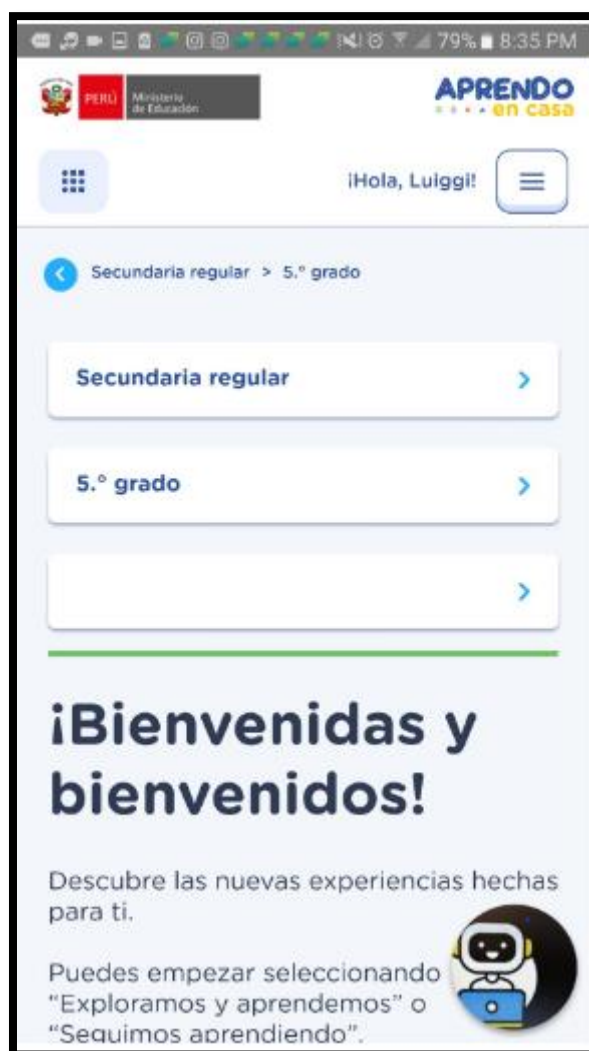 79% 8:35 PM
PERÚ Ministerio de Educación
APRENDO
en casa
¡Hola, Luiggi!
Secundaria regular > 5.° grado
Secundaria regular
5.° grado
¡Bienvenidas y
bienvenidos!
Descubre las nuevas experiencias hechas
para ti.
Puedes empezar seleccionando
“Exploramos y aprendemos” o
“Seguimos aprendiendo”.